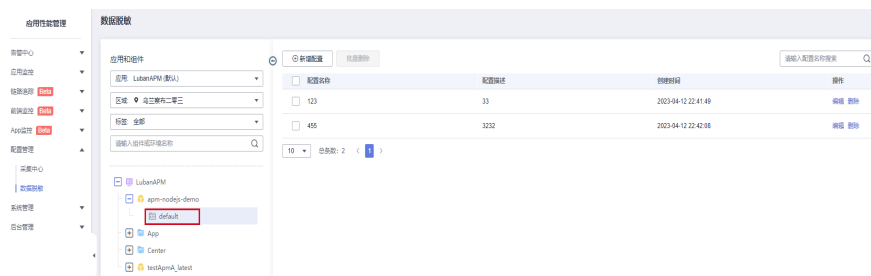 应用性能管理
告警中心
应用监控
链路追踪 Beta
前端监控 Beta
App监控 Beta
配置管理
采集中心
数据脱敏
系统管理
后台管理
数据脱敏
应用和组件
应用: LubanAPM (默认)
区域: 乌兰察布二零三
标签: 全部
请输入组件或环境名称
LubanAPM
apm-nodejs-demo
default
App
Center
testApmA_latest
新增配置 批量删除 请输入配置名称搜索
配置名称 配置描述 创建时间 操作
123 33 2023-04-12 22:41:49 编辑 删除
455 3232 2023-04-12 22:42:08 编辑 删除
10 总条数: 2 < 1 >